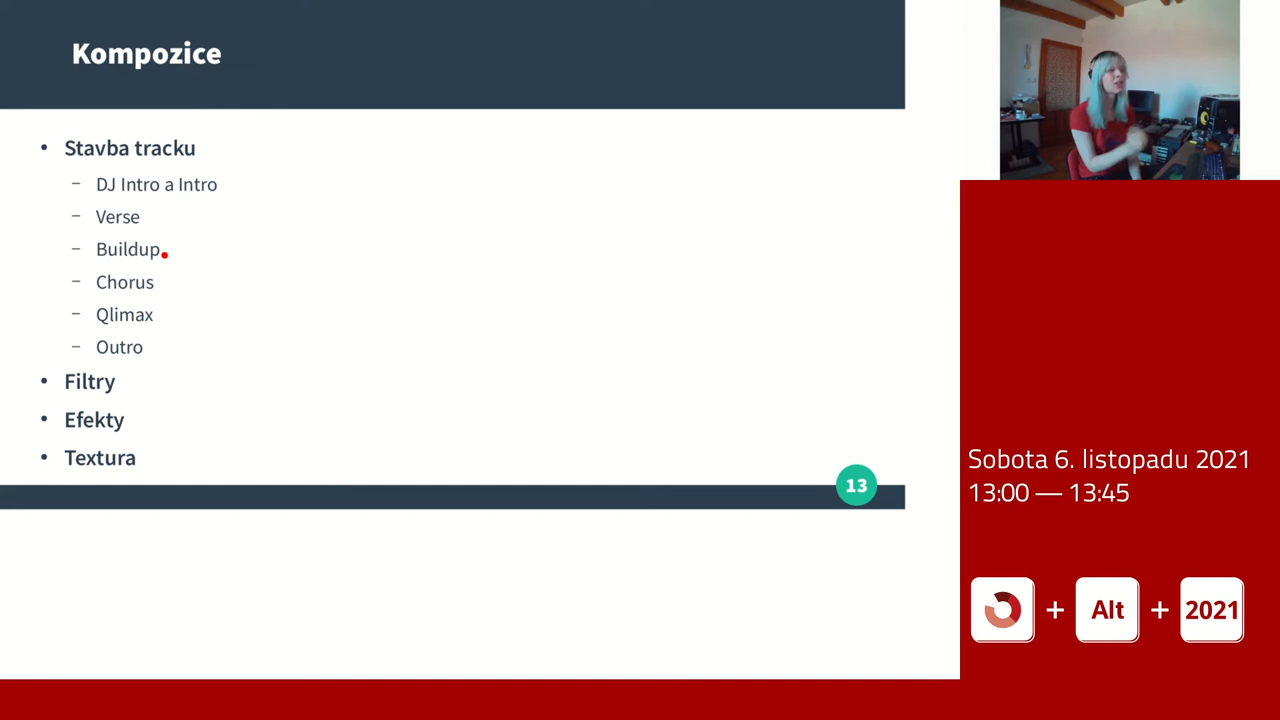 Kompozice
• Stavba tracku
– DJ Intro a Intro
– Verse
– Buildup
– Chorus
– Qlimax
– Outro
• Filtry
• Efekty
• Textura
13
Sobota 6. listopadu 2021
13:00 — 13:45
+ Alt + 2021